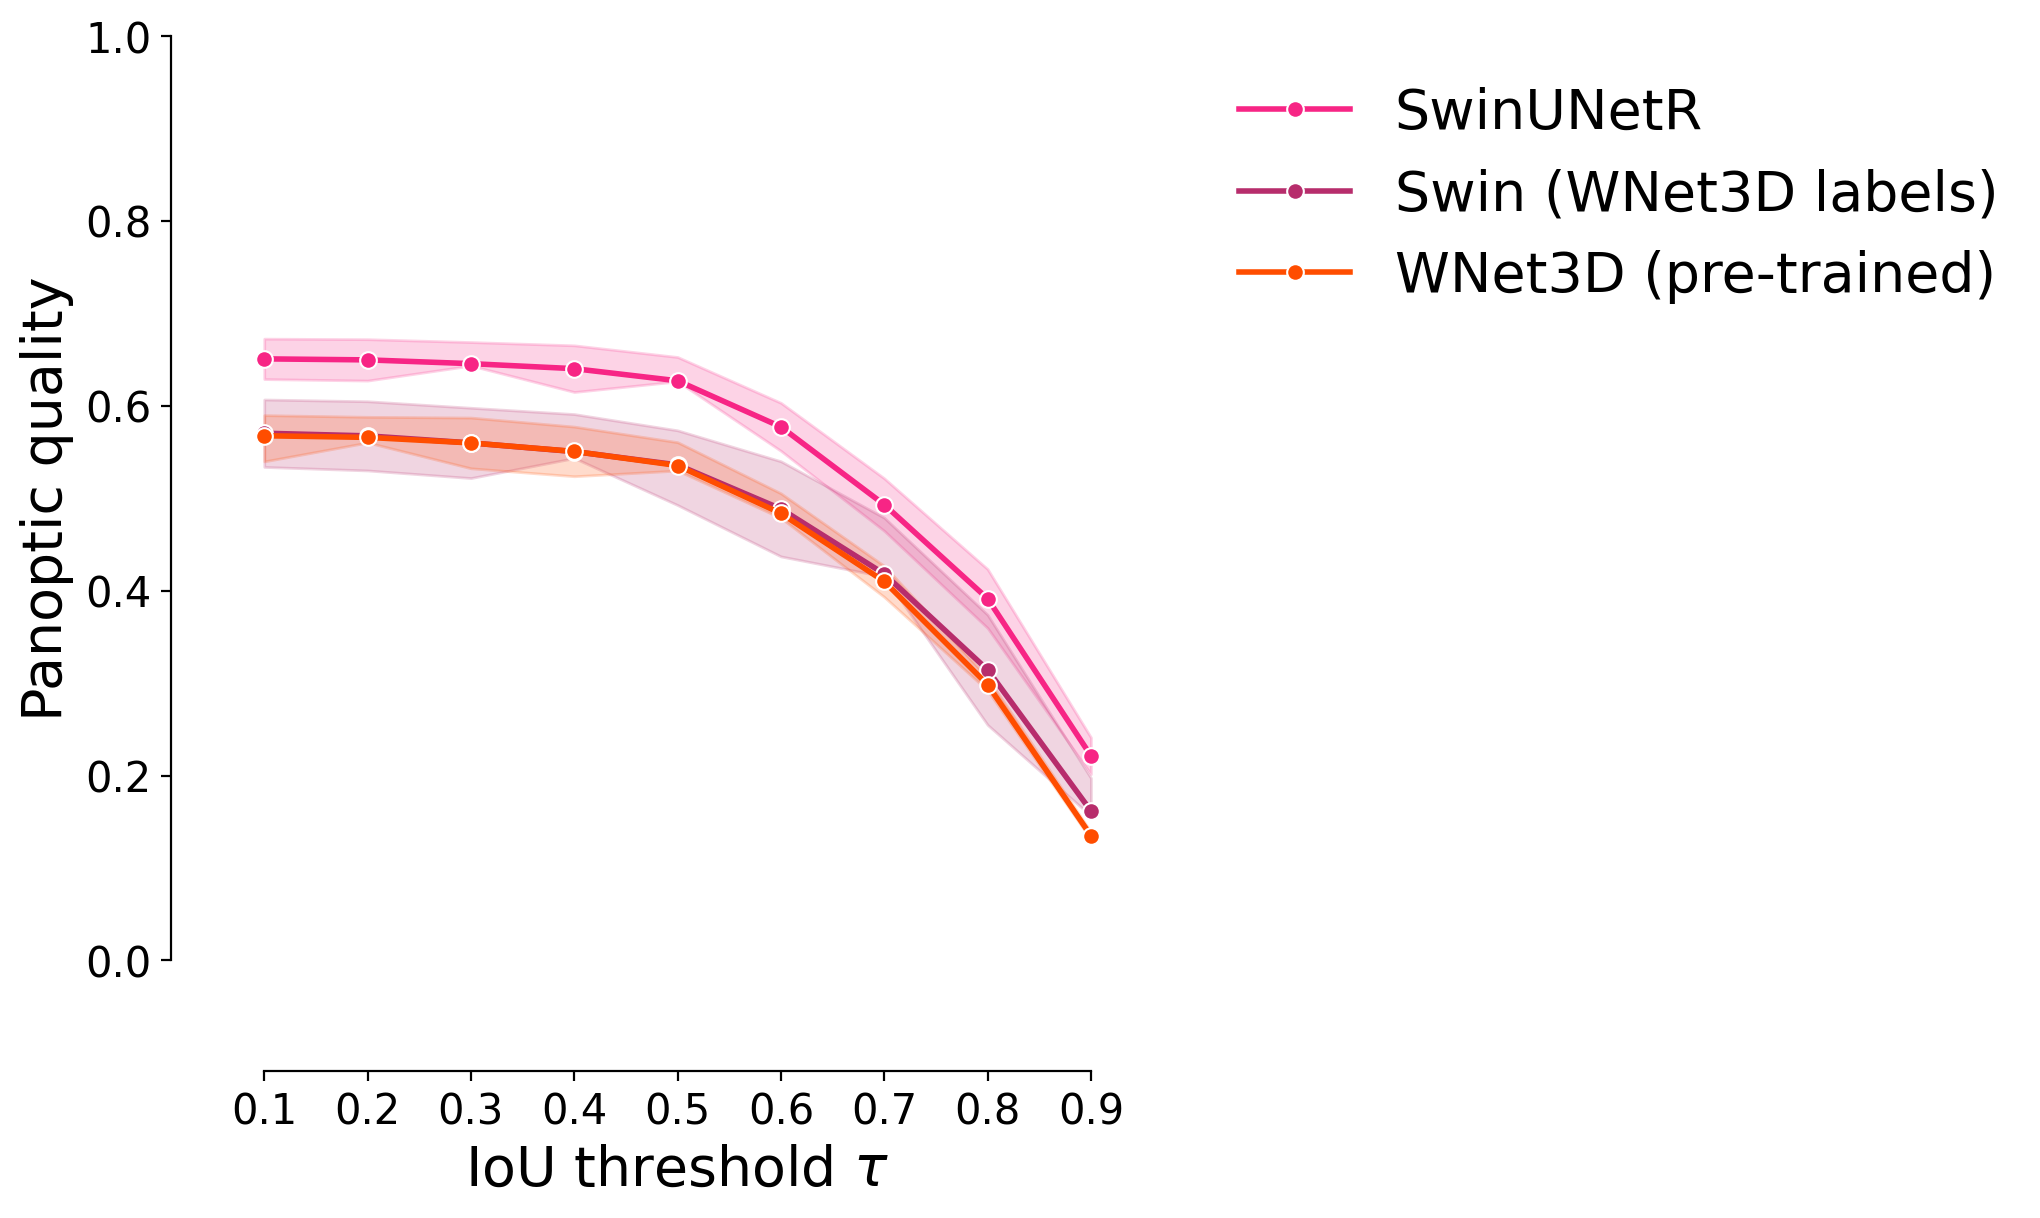 1.0
0.8
0.6
0.4
0.2
0.0
Panoptic quality
0.1 0.2 0.3 0.4 0.5 0.6 0.7 0.8 0.9
IoU threshold τ
SwinUNetR
Swin (WNet3D labels)
WNet3D (pre-trained)